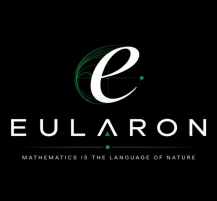 e
EULARON
MATHEMATICS IS THE LANGUAGE OF NATURE